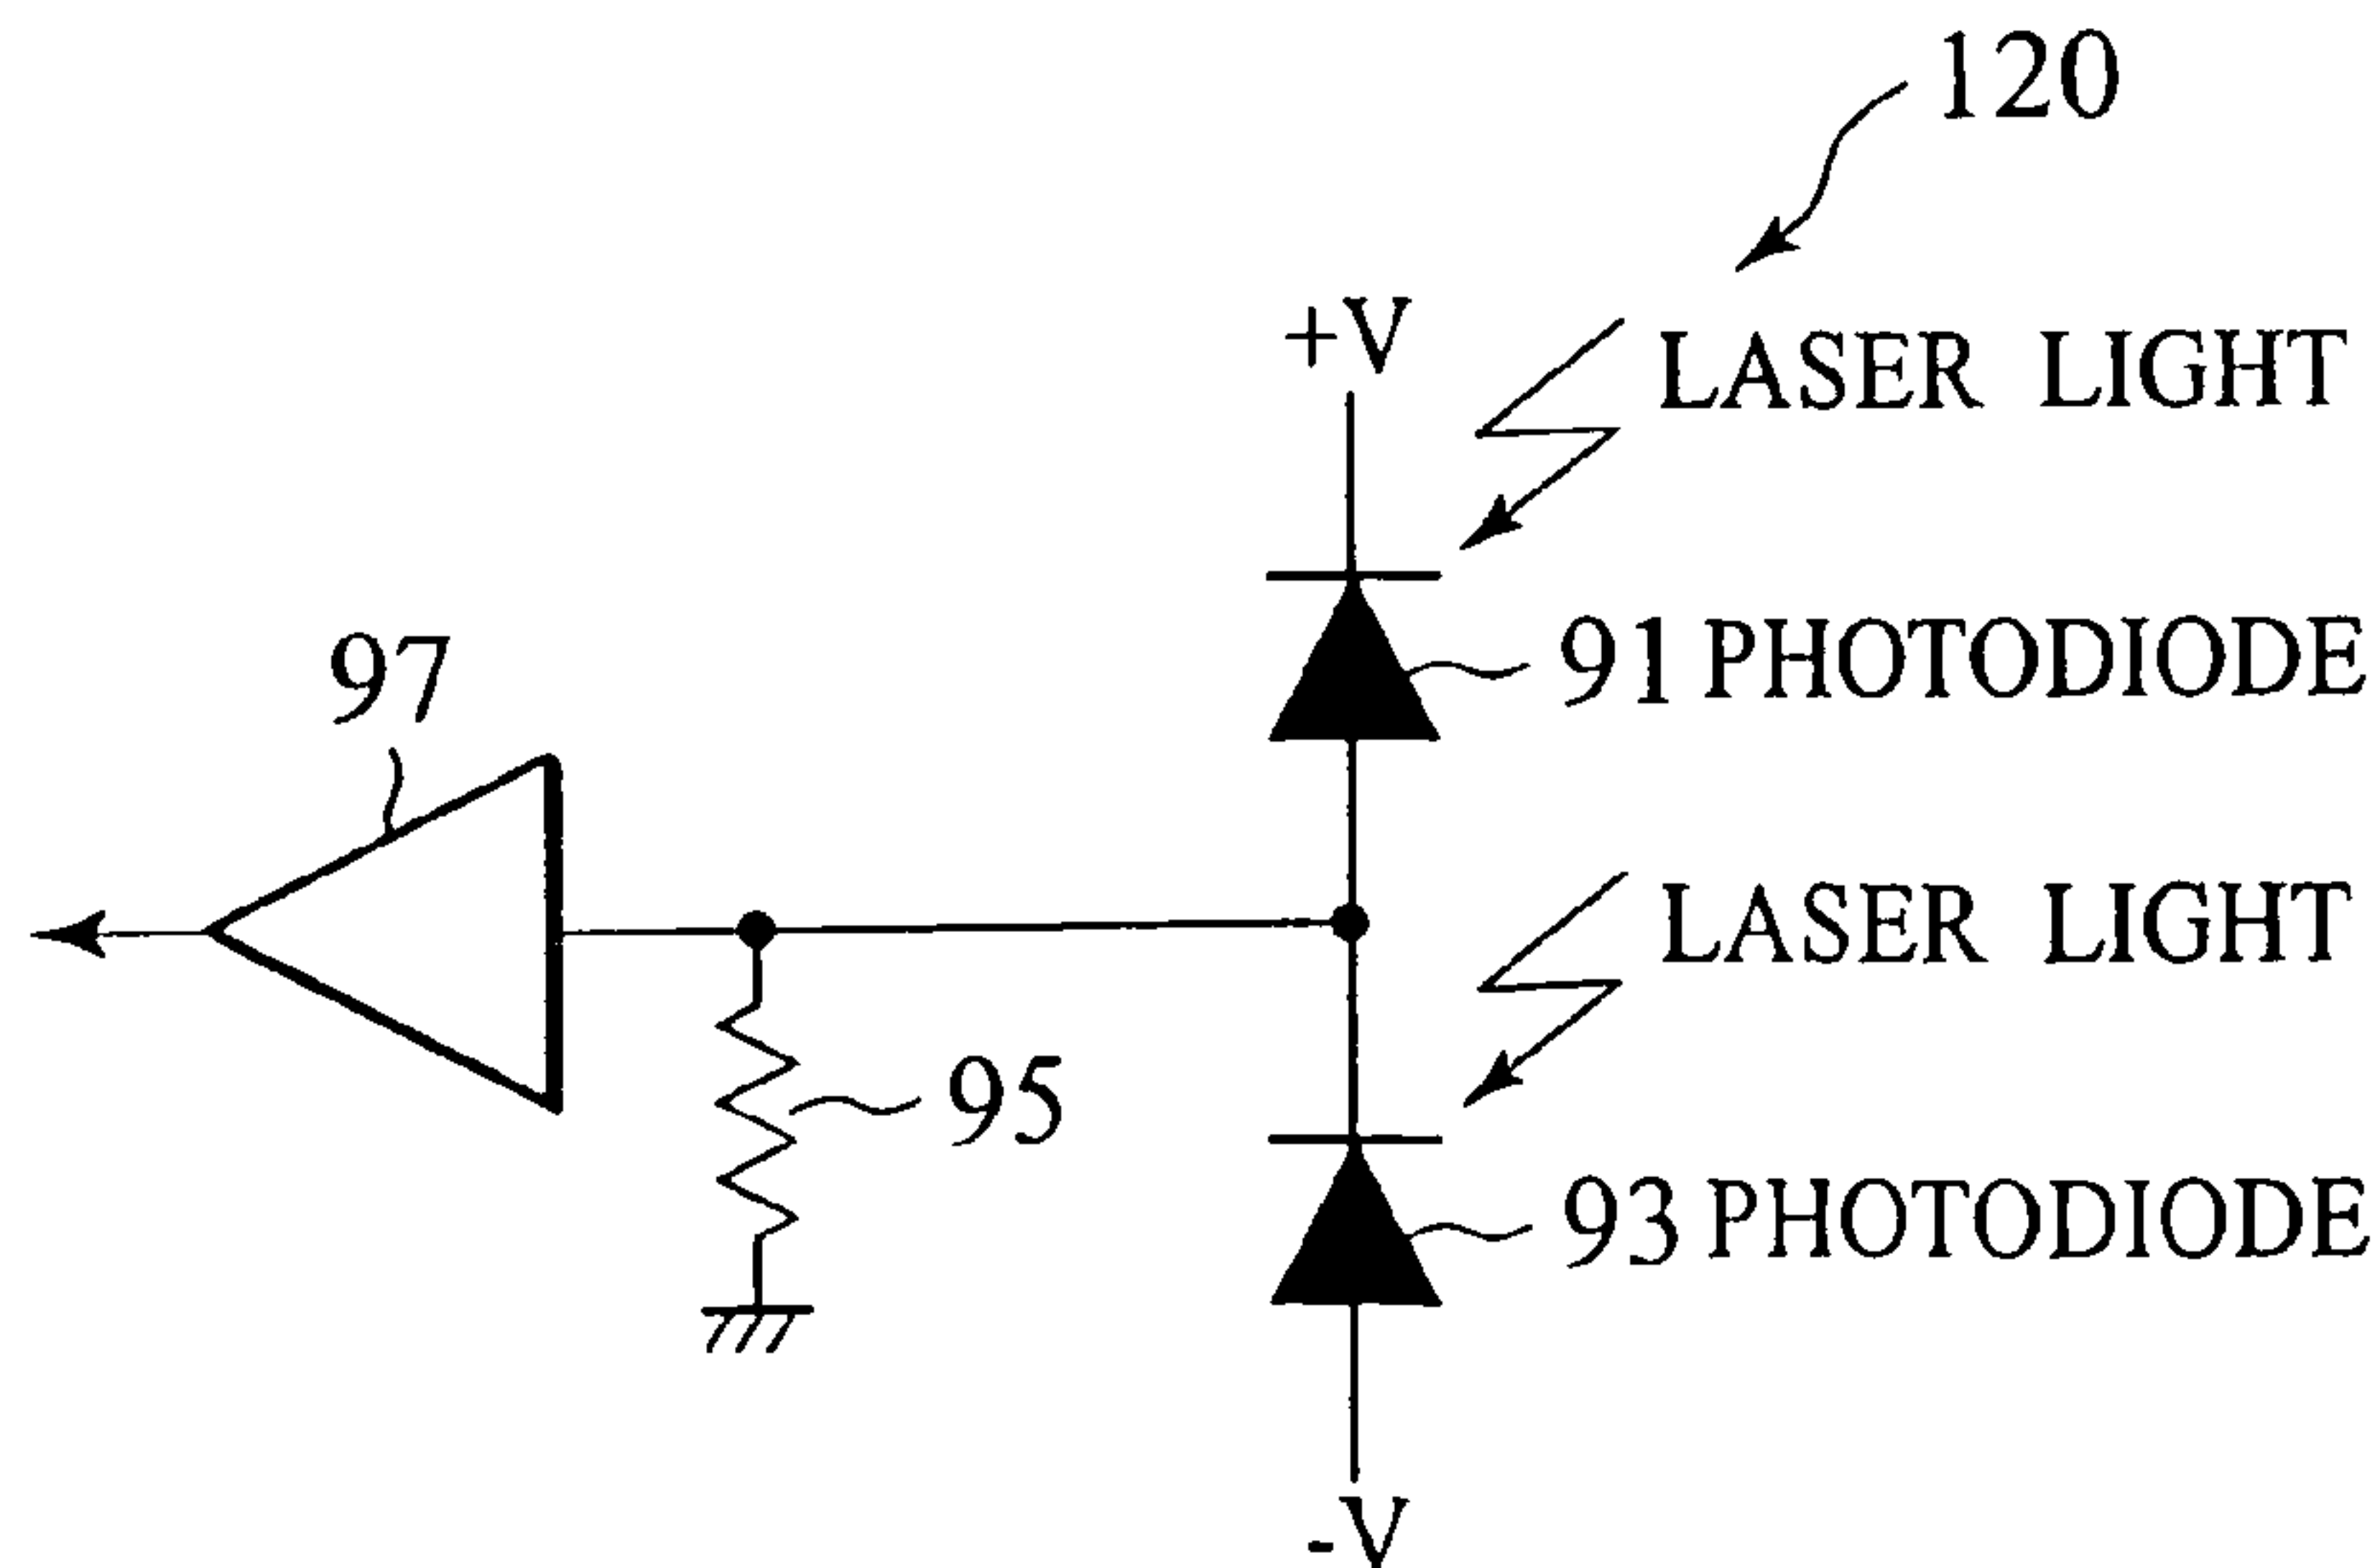 120
+V
LASER LIGHT
97
91 PHOTODIODE
LASER LIGHT
95
93 PHOTODIODE
-V